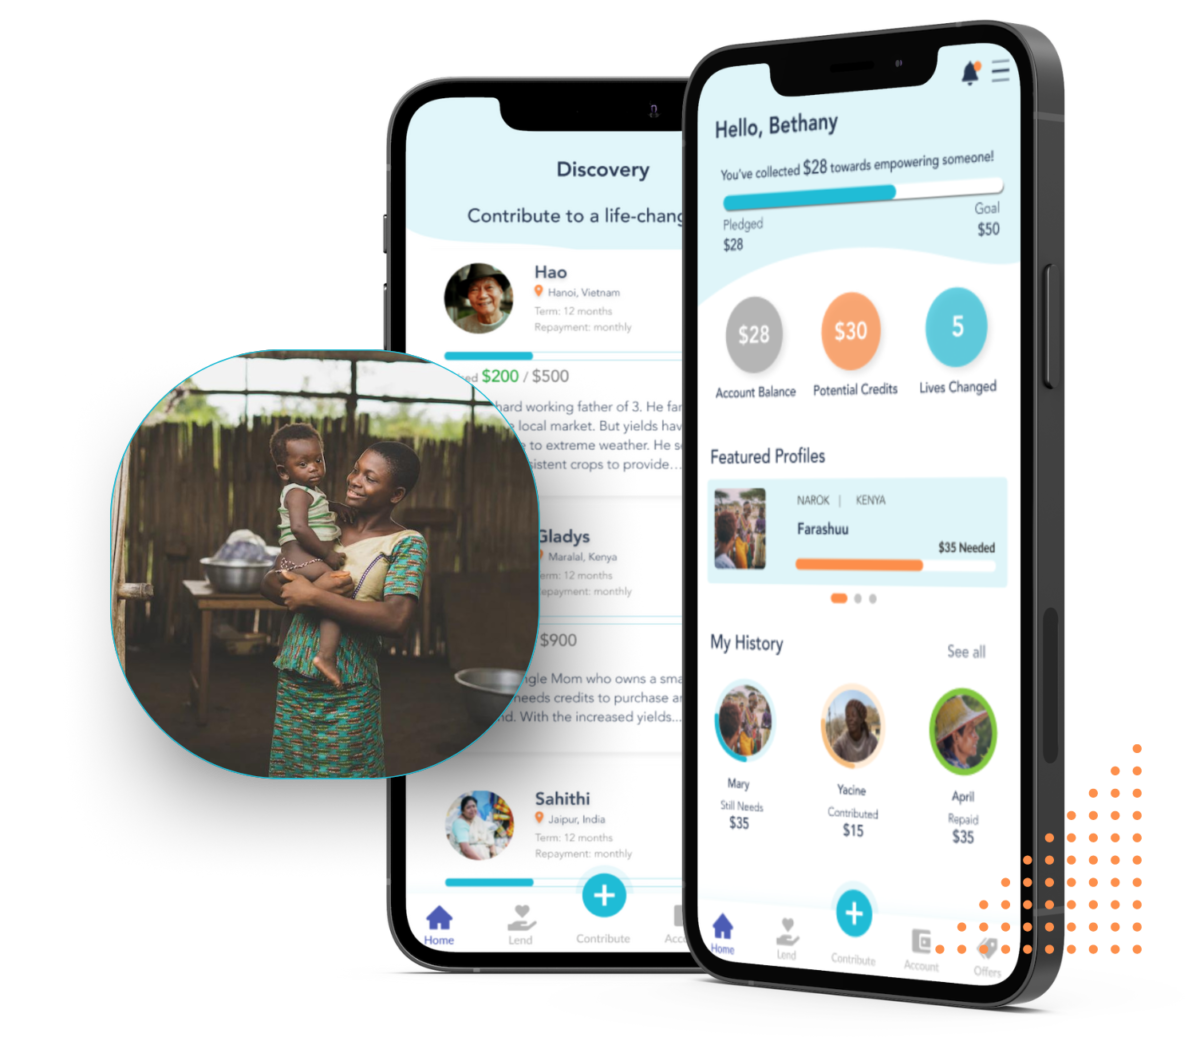 Discovery
Contribute to a life-chang
Hao
Hanoi, Vietnam
Term: 12 months
Repayment: monthly
$200 / $500
hard working father of 3. He far
local market. But yields hav
to extreme weather. He s
sistent crops to provide...
Gladys
Maralal, Kenya
erm: 12 months
epayment: monthly
$900
ngle Mom who owns a sma
needs credits to purchase a
nd. With the increased yields...
Sahithi
Jaipur, India
Term: 12 months
Repayment: monthly
Home
Lend
Contribute
Acc
Hello, Bethany
You've collected $28 towards empowering someone!
Pledged
$28
Goal
$50
$28
Account Balance
$30
Potential Credits
5
Lives Changed
Featured Profiles
NAROK | KENYA
Farashuu
$35 Needed
My History
See all
Mary
Still Needs
$35
Yacine
Contributed
$15
April
Repaid
$35
Home
Lend
Contribute
Account
Offers